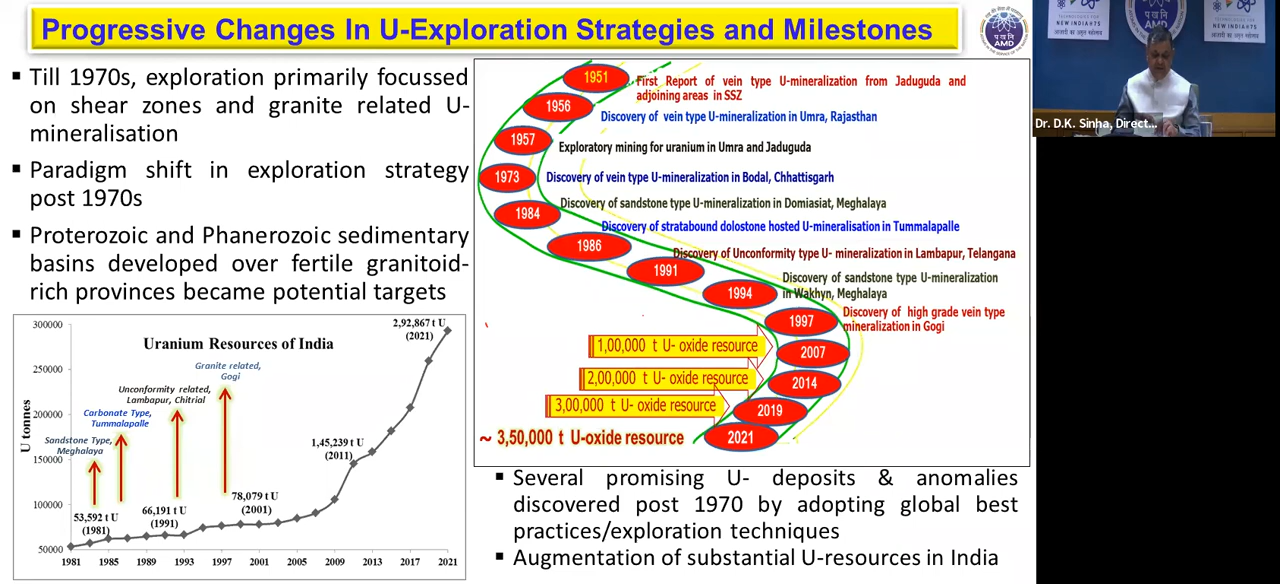 Progressive Changes In U-Exploration Strategies and Milestones
पखनि
AMD
▪ Till 1970s, exploration primarily focussed
on shear zones and granite related U-
mineralisation
▪ Paradigm shift in exploration strategy
post 1970s
▪ Proterozoic and Phanerozoic sedimentary
basins developed over fertile granitoid-
rich provinces became potential targets
1951
First Report of vein type U-mineralization from Jaduguda and
adjoining areas in SSZ
1956
Discovery of vein type U-mineralization in Umra, Rajasthan
1957
Exploratory mining for uranium in Umra and Jaduguda
1973
Discovery of vein type U-mineralization in Bodal, Chhattisgarh
1984
Discovery of sandstone type U-mineralization in Domiasiat, Meghalaya
1986
Discovery of stratabound dolostone hosted U-mineralisation in Tummalapalle
1991
Discovery of Unconformity type U- mineralization in Lambapur, Telangana
1994
Discovery of sandstone type U-mineralization
in Wakhyn, Meghalaya
1997
Discovery of high grade vein type
mineralization in Gogi
1,00,000 t U- oxide resource
2007
2,00,000 t U- oxide resource
2014
3,00,000 t U- oxide resource
2019
~ 3,50,000 t U-oxide resource
2021
Uranium Resources of India
U tonnes
300000
250000
200000
150000
100000
50000
1981 1985 1989 1993 1997 2001 2005 2009 2013 2017 2021
Sandstone Type,
Meghalaya
Carbonate Type,
Tummalapalle
Unconformity related,
Lambapur, Chitrial
Granite related,
Gogi
53,592 t U
(1981)
66,191 t U
(1991)
78,079 t U
(2001)
1,45,239 t U
(2011)
2,92,867 t U
(2021)
▪ Several promising U- deposits & anomalies
discovered post 1970 by adopting global best
practices/exploration techniques
▪ Augmentation of substantial U-resources in India
NEW INDIA@75
NEW INDIA@75
पखनि
AMD
Dr. D.K. Sinha, Direct...